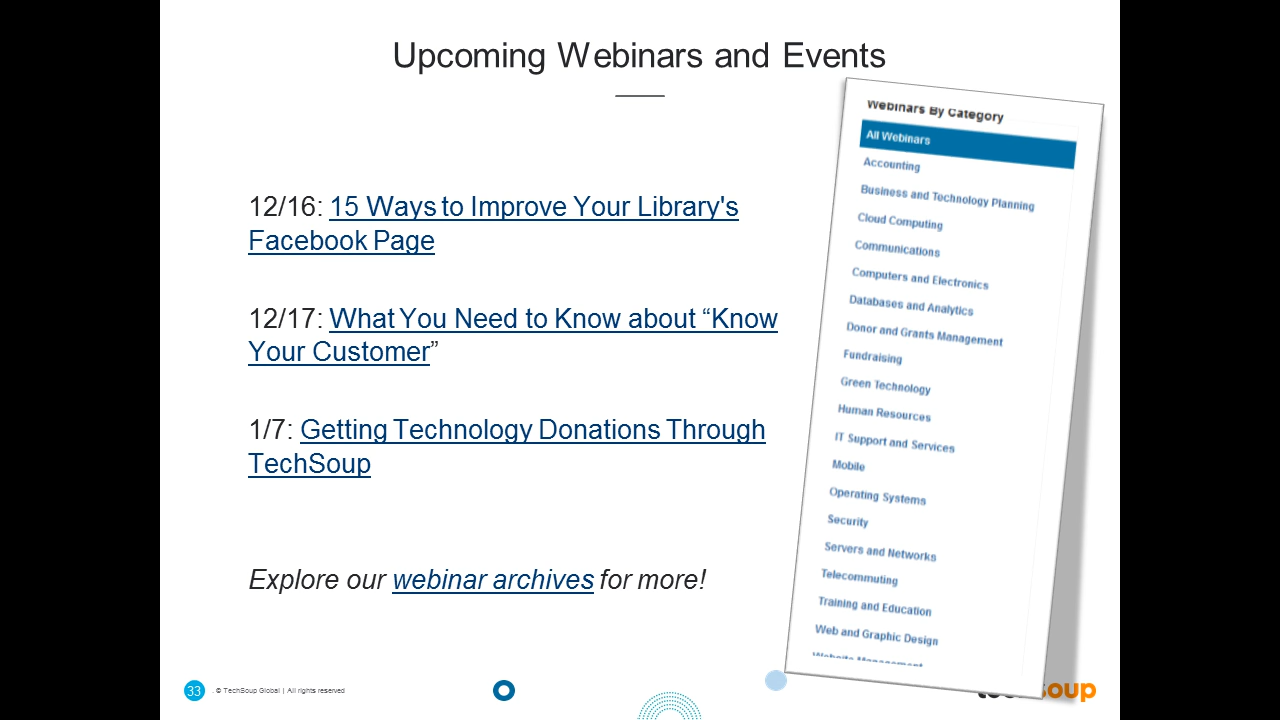 Upcoming Webinars and Events
12/16: 15 Ways to Improve Your Library's
Facebook Page
12/17: What You Need to Know about “Know
Your Customer”
1/7: Getting Technology Donations Through
TechSoup
Explore our webinar archives for more!
Webinars By Category
All Webinars
Accounting
Business and Technology Planning
Cloud Computing
Communications
Computers and Electronics
Databases and Analytics
Donor and Grants Management
Fundraising
Green Technology
Human Resources
IT Support and Services
Mobile
Operating Systems
Security
Servers and Networks
Telecommuting
Training and Education
Web and Graphic Design
Website Management
33 . © TechSoup Global | All rights reserved